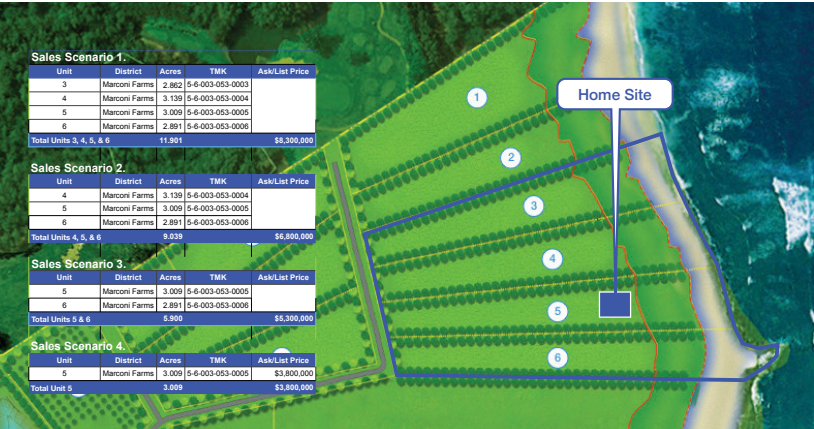 Sales Scenario 1.
Unit District Acres TMK Ask/List Price
3 Marconi Farms 2.862 5-6-003-053-0003
4 Marconi Farms 3.139 5-6-003-054-0004
5 Marconi Farms 3.009 5-6-003-053-0005
6 Marconi Farms 2.891 5-6-003-053-0006
Total Units 3, 4, 5, & 6 11.901 $8,300,000
Sales Scenario 2.
Unit District Acres TMK Ask/List Price
4 Marconi Farms 3.139 5-6-003-054-0004
5 Marconi Farms 3.009 5-6-003-053-0005
6 Marconi Farms 2.891 5-6-003-053-0006
Total Units 4, 5, & 6 9.039 $6,800,000
Sales Scenario 3.
Unit District Acres TMK Ask/List Price
5 Marconi Farms 3.009 5-6-003-053-0005
6 Marconi Farms 2.891 5-6-003-053-0006
Total Units 5 & 6 5.900 $5,300,000
Sales Scenario 4.
Unit District Acres TMK Ask/List Price
5 Marconi Farms 3.009 5-6-003-053-0005 $3,800,000
Total Unit 5 3.009 $3,800,000
Home Site
1
2
3
4
5
6